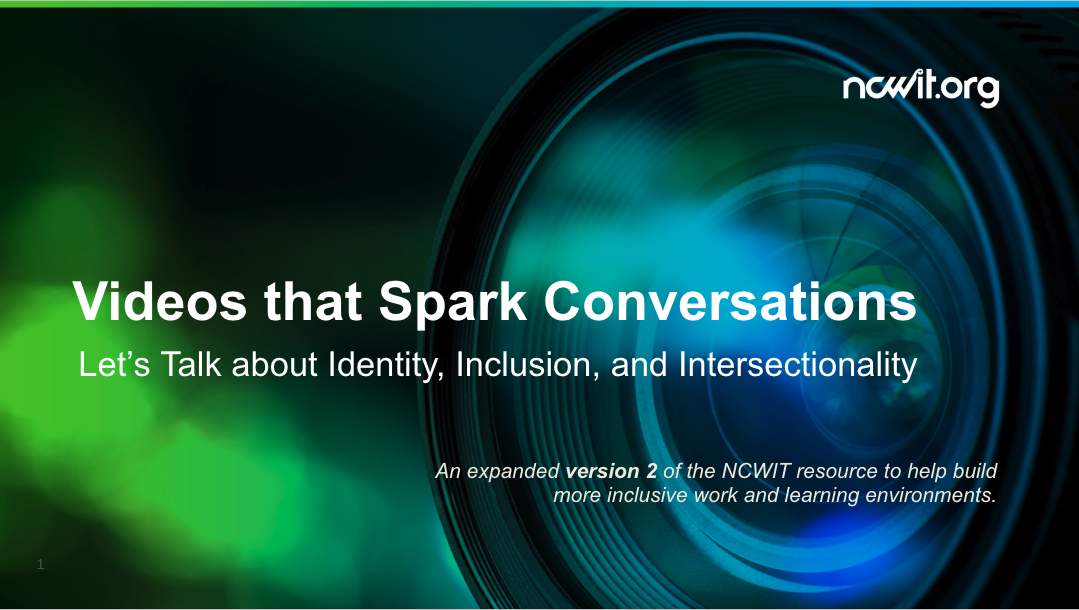 ncwit.org
Videos that Spark Conversations
Let’s Talk about Identity, Inclusion, and Intersectionality
An expanded version 2 of the NCWIT resource to help build
more inclusive work and learning environments.
1